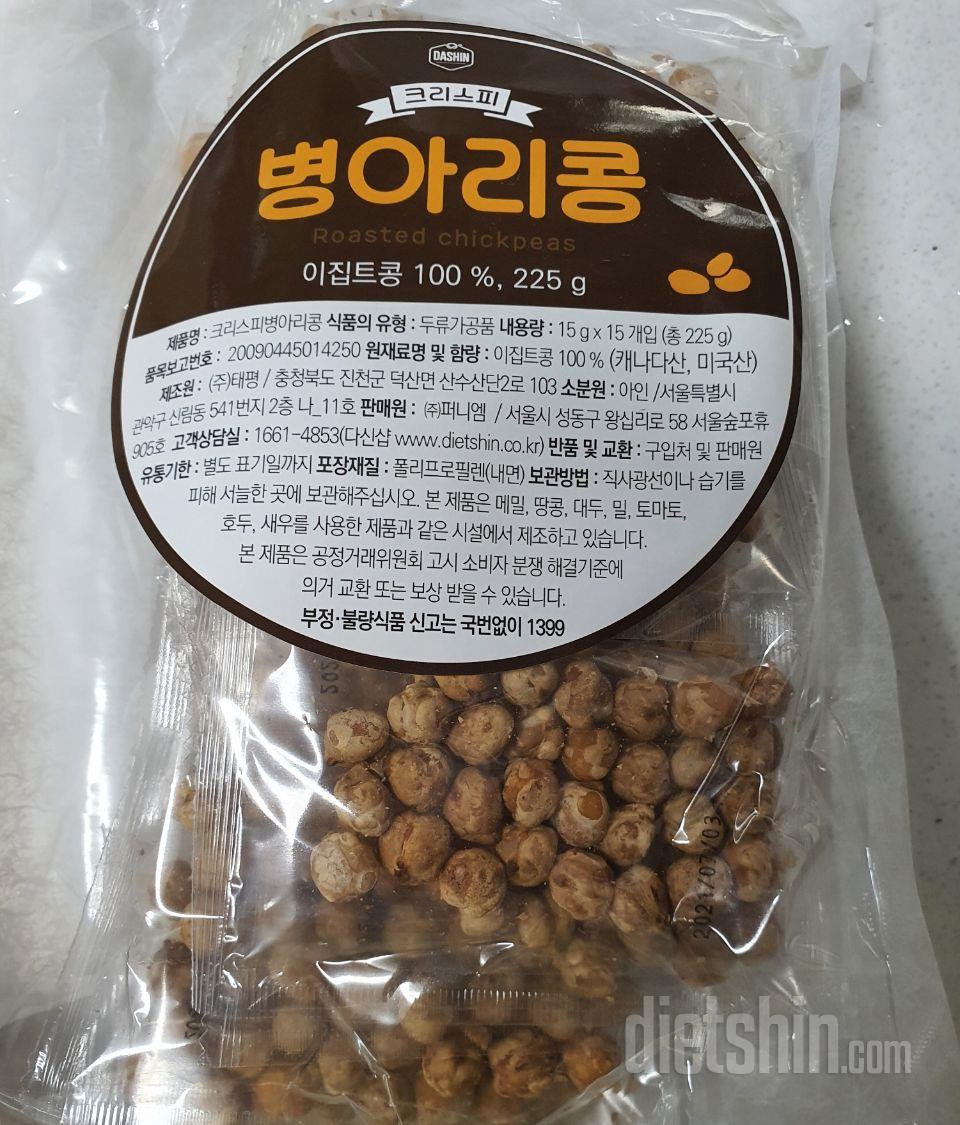 DASHIN
크리스피
병아리콩
Roasted chickpeas
이집트콩 100 %, 225 g
제품명 : 크리스피병아리콩 식품의 유형 : 두류가공품 내용량 : 15 g x 15 개입 (총 225 g)
품목보고번호 : 20090445014250 원재료명 및 함량 : 이집트콩 100 % (캐나다산, 미국산)
제조원 : (주)태평 / 충청북도 진천군 덕산면 산수산단2로 103 소분원 : 아인 /서울특별시
관악구 신림동 541번지 2층 나_11호 판매원 : ㈜퍼니엠 / 서울시 성동구 왕십리로 58 서울숲포휴
905호 고객상담실 : 1661-4853(다신샵 www.dietshin.co.kr) 반품 및 교환 : 구입처 및 판매원
유통기한 : 별도 표기일까지 포장재질 : 폴리프로필렌(내면) 보관방법 : 직사광선이나 습기를
피해 서늘한 곳에 보관해주십시오. 본 제품은 메밀, 땅콩, 대두, 밀, 토마토,
호두, 새우를 사용한 제품과 같은 시설에서 제조하고 있습니다.
본 제품은 공정거래위원회 고시 소비자 분쟁 해결기준에
의거 교환 또는 보상 받을 수 있습니다.
부정·불량식품 신고는 국번없이 1399
2021/07/03
dietshin.com